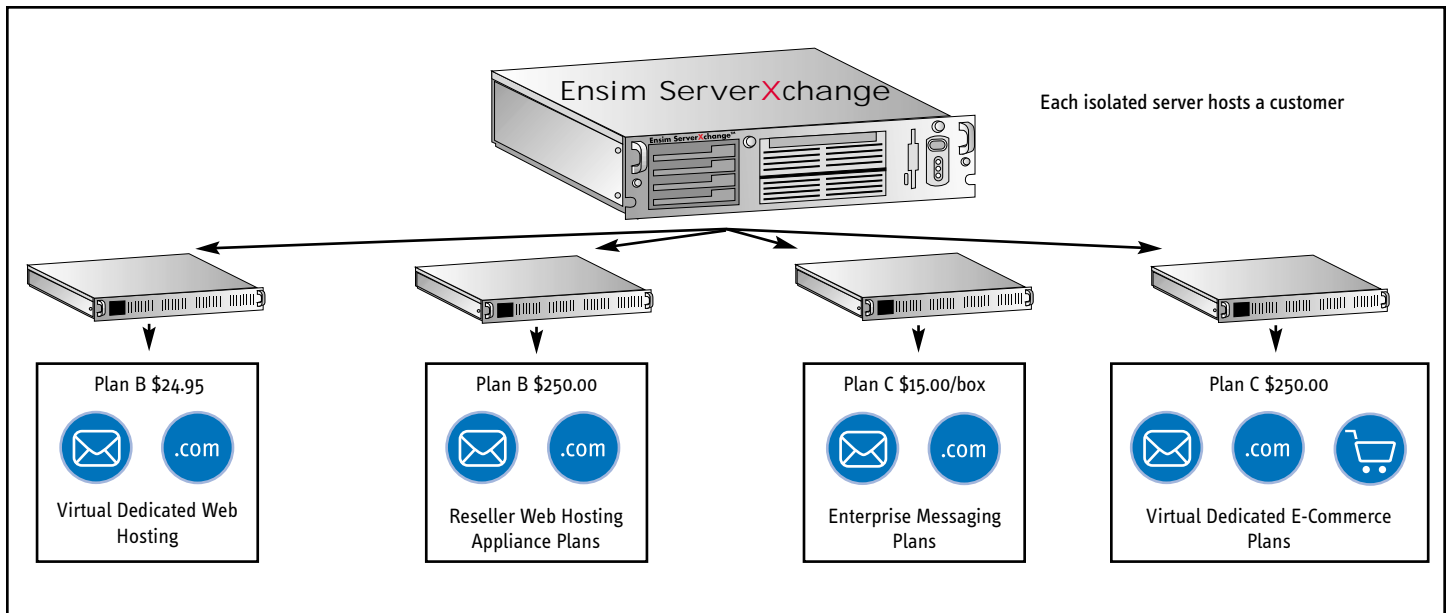 Ensim ServerXchange
Each isolated server hosts a customer
Ensim ServerXchange
Plan B $24.95
.com
Virtual Dedicated Web
Hosting
Plan B $250.00
.com
Reseller Web Hosting
Appliance Plans
Plan C $15.00/box
.com
Enterprise Messaging
Plans
Plan C $250.00
.com
Virtual Dedicated E-Commerce
Plans